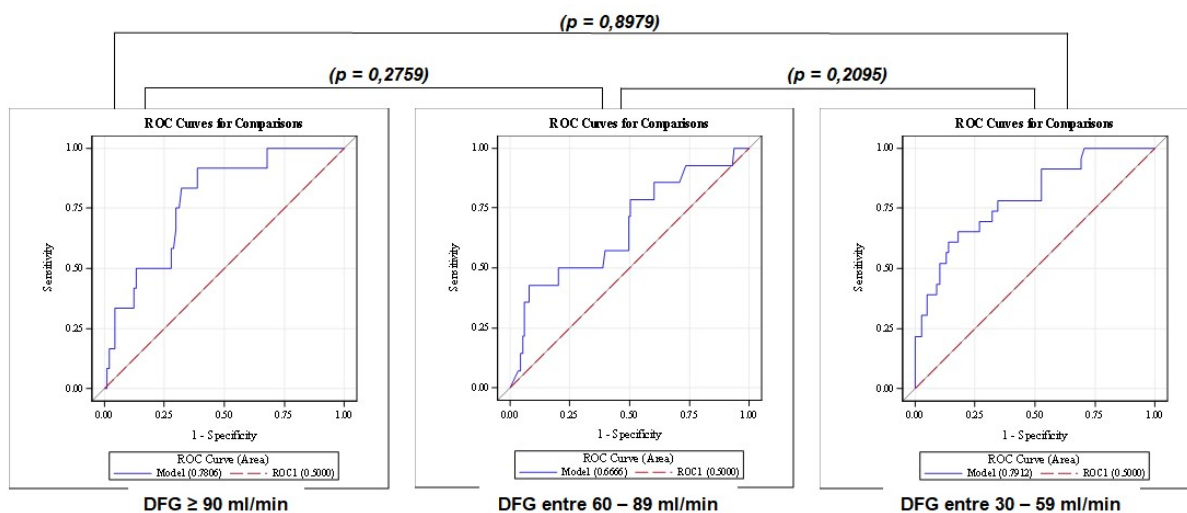 (p = 0,8979)
(p = 0,2759)
(p = 0,2095)
ROC Curves for Comparisons
1.00
0.75
0.50
0.25
0.00
Sensitivity
0.00
0.25
0.50
0.75
1.00
1 - Specificity
ROC Curve (Area)
Model (0.7806)
ROC1 (0.5000)
DFG ≥ 90 ml/min
ROC Curves for Comparisons
1.00
0.75
0.50
0.25
0.00
Sensitivity
0.00
0.25
0.50
0.75
1.00
1 - Specificity
ROC Curve (Area)
Model (0.6666)
ROC1 (0.5000)
DFG entre 60 – 89 ml/min
ROC Curves for Comparisons
1.00
0.75
0.50
0.25
0.00
Sensitivity
0.00
0.25
0.50
0.75
1.00
1 - Specificity
ROC Curve (Area)
Model (0.7912)
ROC1 (0.5000)
DFG entre 30 – 59 ml/min